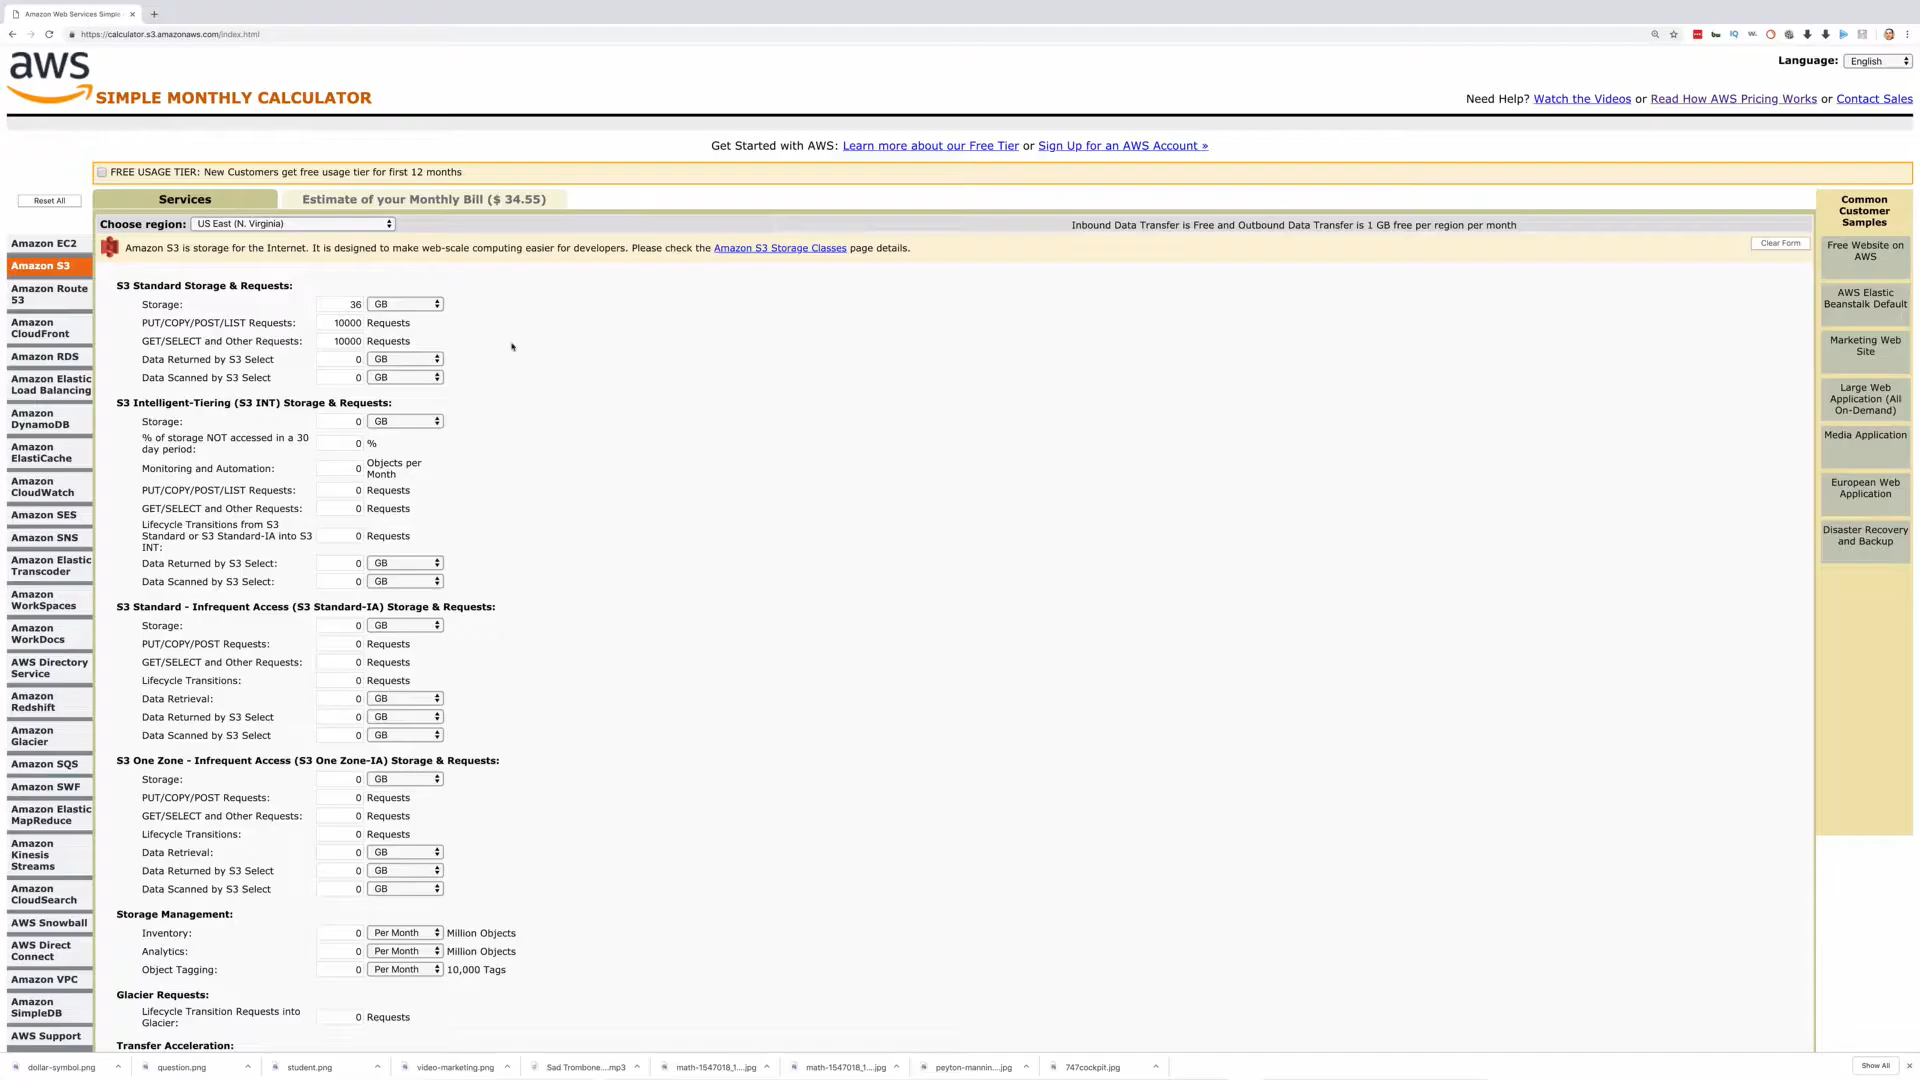 Amazon Web Services Simple
https://calculator.s3.amazonaws.com/index.html
aws
SIMPLE MONTHLY CALCULATOR
Language: English
Need Help? Watch the Videos or Read How AWS Pricing Works or Contact Sales
Get Started with AWS: Learn more about our Free Tier or Sign Up for an AWS Account »
FREE USAGE TIER: New Customers get free usage tier for first 12 months
Reset All
Services
Estimate of your Monthly Bill ($ 34.55)
Choose region: US East (N. Virginia)
Inbound Data Transfer is Free and Outbound Data Transfer is 1 GB free per region per month
Amazon S3 is storage for the Internet. It is designed to make web-scale computing easier for developers. Please check the Amazon S3 Storage Classes page details.
Clear Form
Amazon EC2
Amazon S3
Amazon Route
53
Amazon
CloudFront
Amazon RDS
Amazon Elastic
Load Balancing
Amazon
DynamoDB
Amazon
ElastiCache
Amazon
CloudWatch
Amazon SES
Amazon SNS
Amazon Elastic
Transcoder
Amazon
WorkSpaces
Amazon
WorkDocs
AWS Directory
Service
Amazon
Redshift
Amazon
Glacier
Amazon SQS
Amazon SWF
Amazon Elastic
MapReduce
Amazon
Kinesis
Streams
Amazon
CloudSearch
AWS Snowball
AWS Direct
Connect
Amazon VPC
Amazon
SimpleDB
AWS Support
S3 Standard Storage & Requests:
Storage: 36 GB
PUT/COPY/POST/LIST Requests: 10000 Requests
GET/SELECT and Other Requests: 10000 Requests
Data Returned by S3 Select 0 GB
Data Scanned by S3 Select 0 GB
S3 Intelligent-Tiering (S3 INT) Storage & Requests:
Storage: 0 GB
% of storage NOT accessed in a 30
day period: 0 %
Monitoring and Automation: 0 Objects per
Month
PUT/COPY/POST/LIST Requests: 0 Requests
GET/SELECT and Other Requests: 0 Requests
Lifecycle Transitions from S3
Standard or S3 Standard-IA into S3 0 Requests
INT:
Data Returned by S3 Select: 0 GB
Data Scanned by S3 Select: 0 GB
S3 Standard - Infrequent Access (S3 Standard-IA) Storage & Requests:
Storage: 0 GB
PUT/COPY/POST Requests: 0 Requests
GET/SELECT and Other Requests: 0 Requests
Lifecycle Transitions: 0 Requests
Data Retrieval: 0 GB
Data Returned by S3 Select 0 GB
Data Scanned by S3 Select 0 GB
S3 One Zone - Infrequent Access (S3 One Zone-IA) Storage & Requests:
Storage: 0 GB
PUT/COPY/POST Requests: 0 Requests
GET/SELECT and Other Requests: 0 Requests
Lifecycle Transitions: 0 Requests
Data Retrieval: 0 GB
Data Returned by S3 Select 0 GB
Data Scanned by S3 Select 0 GB
Storage Management:
Inventory: 0 Per Month Million Objects
Analytics: 0 Per Month Million Objects
Object Tagging: 0 Per Month 10,000 Tags
Glacier Requests:
Lifecycle Transition Requests into
Glacier: 0 Requests
Transfer Acceleration:
Common
Customer
Samples
Free Website on
AWS
AWS Elastic
Beanstalk Default
Marketing Web
Site
Large Web
Application (All
On-Demand)
Media Application
European Web
Application
Disaster Recovery
and Backup
dollar-symbol.png
question.png
student.png
video-marketing.png
Sad Trombone....mp3
math-1547018_1....jpg
math-1547018_1....jpg
peyton-mannin....jpg
747cockpit.jpg
Show All